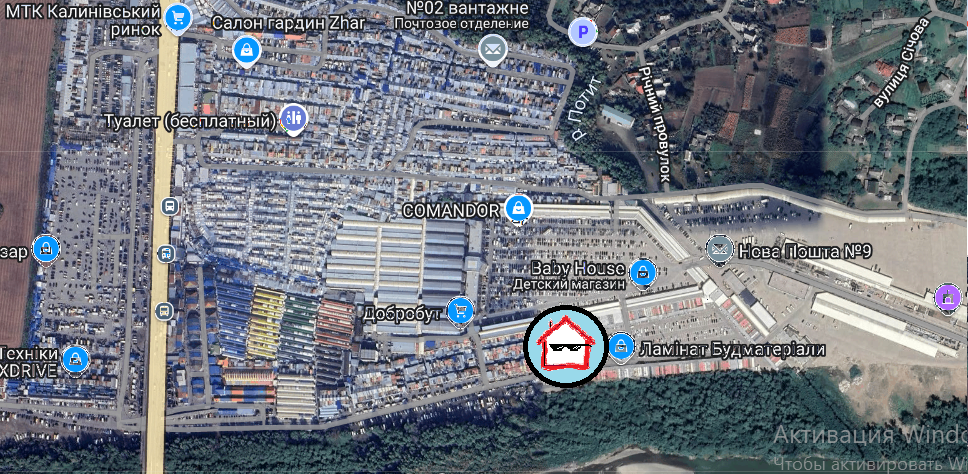 МТК Калинівський
ринок
Салон гардин Zhar
№02 вантажне
Почтовое отделение
P
вулиця Січова
Річний провулок
Туалет (бесплатный)
COMANDOR
зар
Нова Пошта №9
Baby House
Детский магазин
Добробут
Ламінат Будматеріали
Техніки
XDRIVE
Активация Windo
Чтобы активировать W